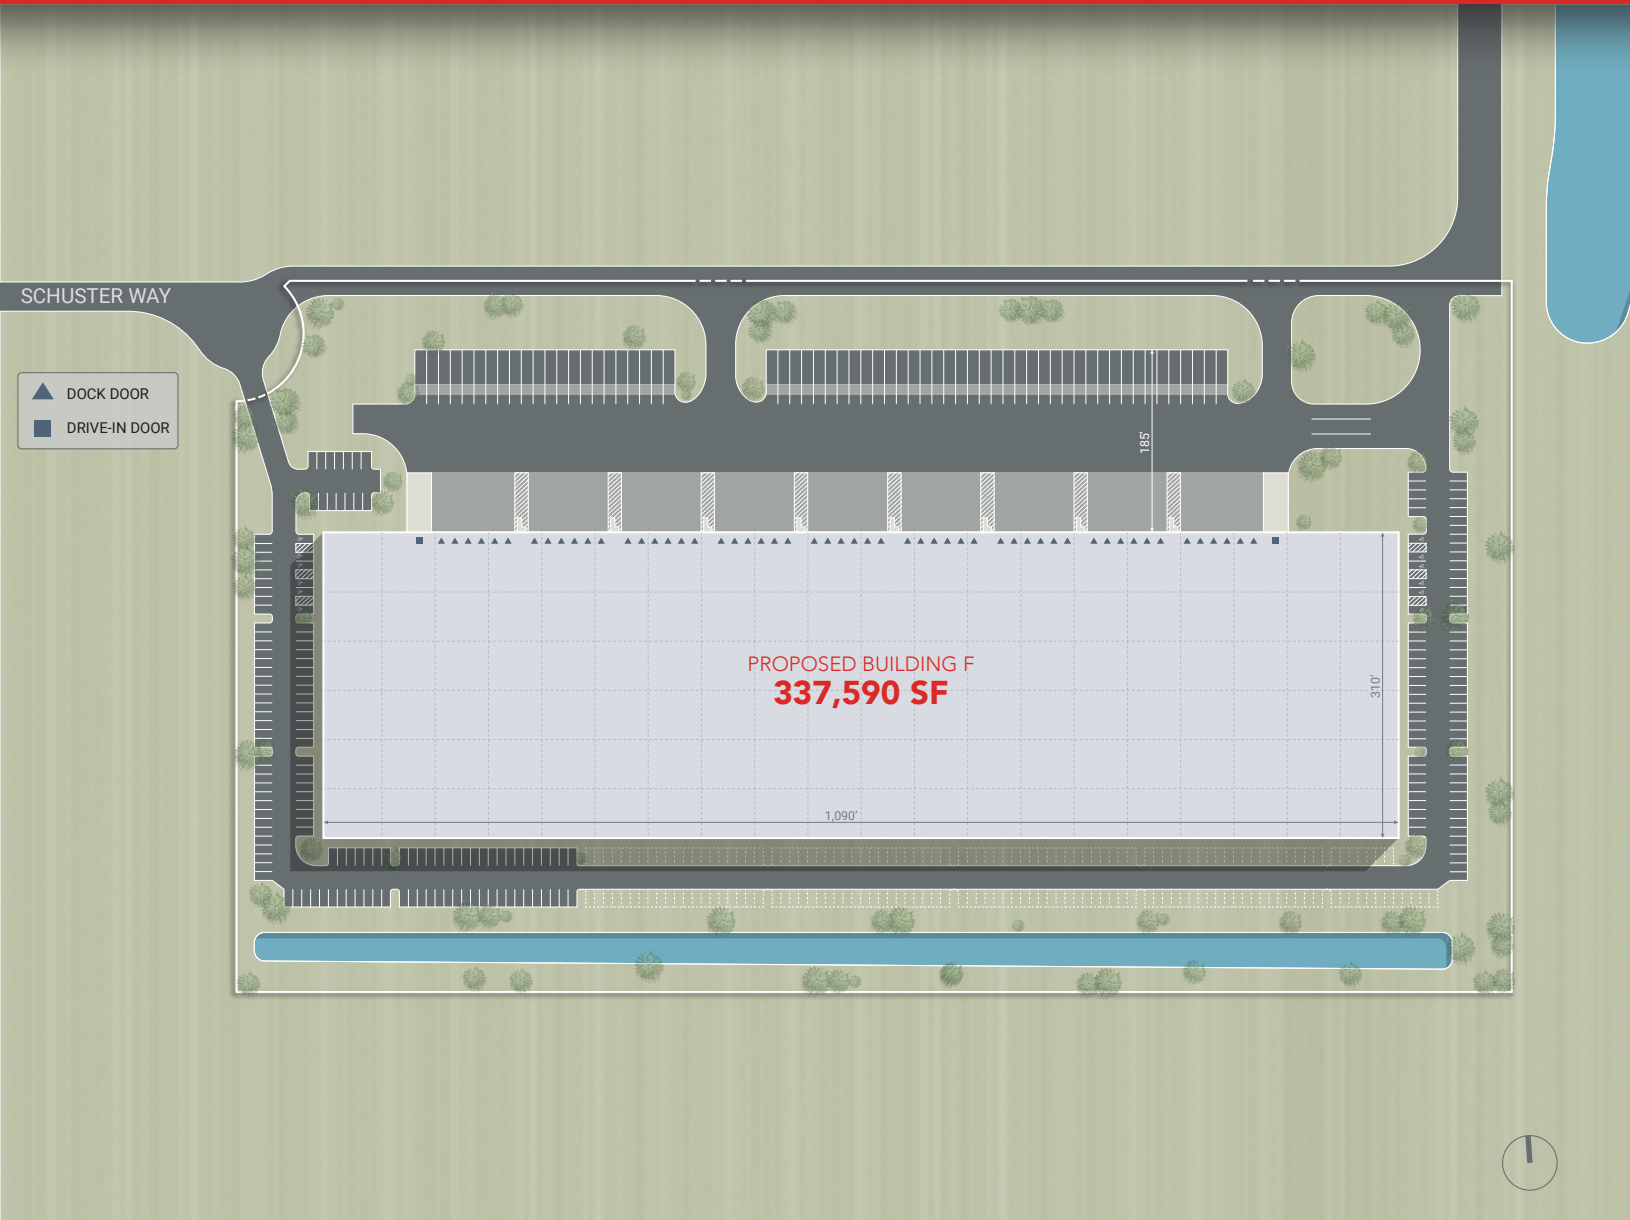 SCHUSTER WAY
DOCK DOOR
DRIVE-IN DOOR
185'
PROPOSED BUILDING F
337,590 SF
310'
1,090'